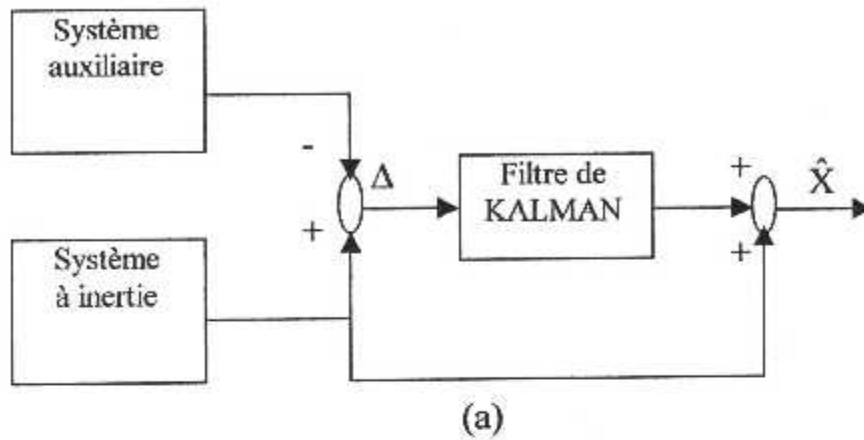 Système
auxiliaire
-
Δ
+
Filtre de
KALMAN
+
+
X̂
Système
à inertie
(a)